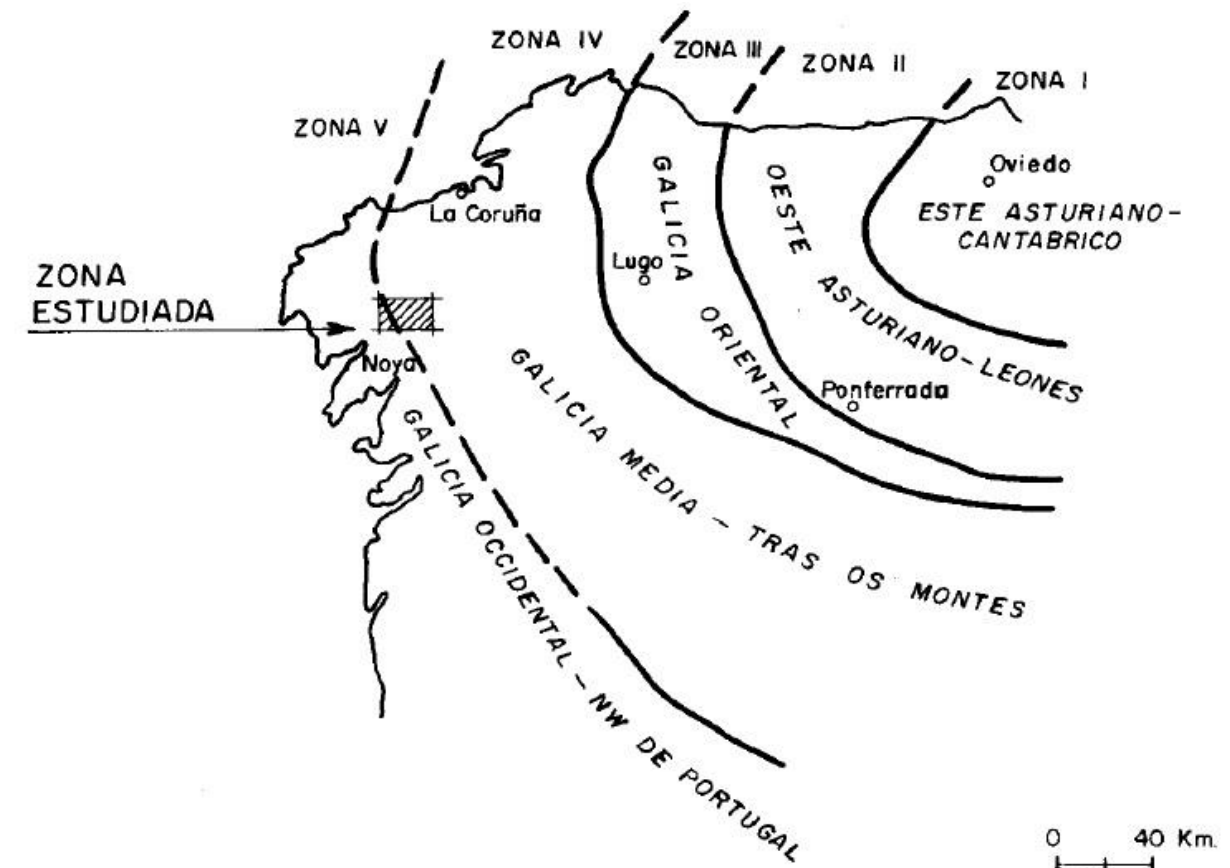 ZONA IV
ZONA III
ZONA II
ZONA I
ZONA V
Oviedo
La Coruña
ESTE ASTURIANO-
CANTABRICO
GALICIA ORIENTAL
OESTE ASTURIANO-LEONES
Lugo
ZONA
ESTUDIADA
Noya
Ponferrada
GALICIA MEDIA - TRAS OS MONTES
GALICIA OCCIDENTAL - NW DE PORTUGAL
0 40 Km.